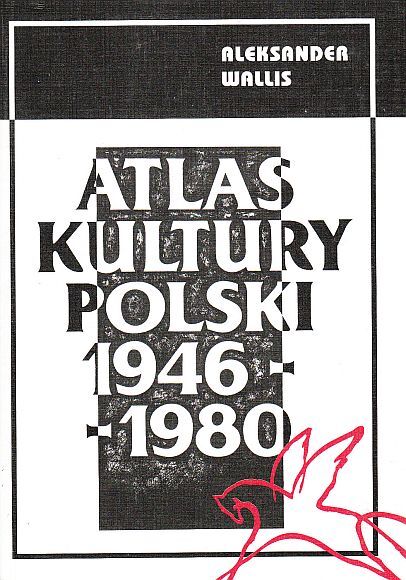 ALEKSANDER
WALLIS
ATLAS
KULTURY
POLSKI
1946 -
-1980